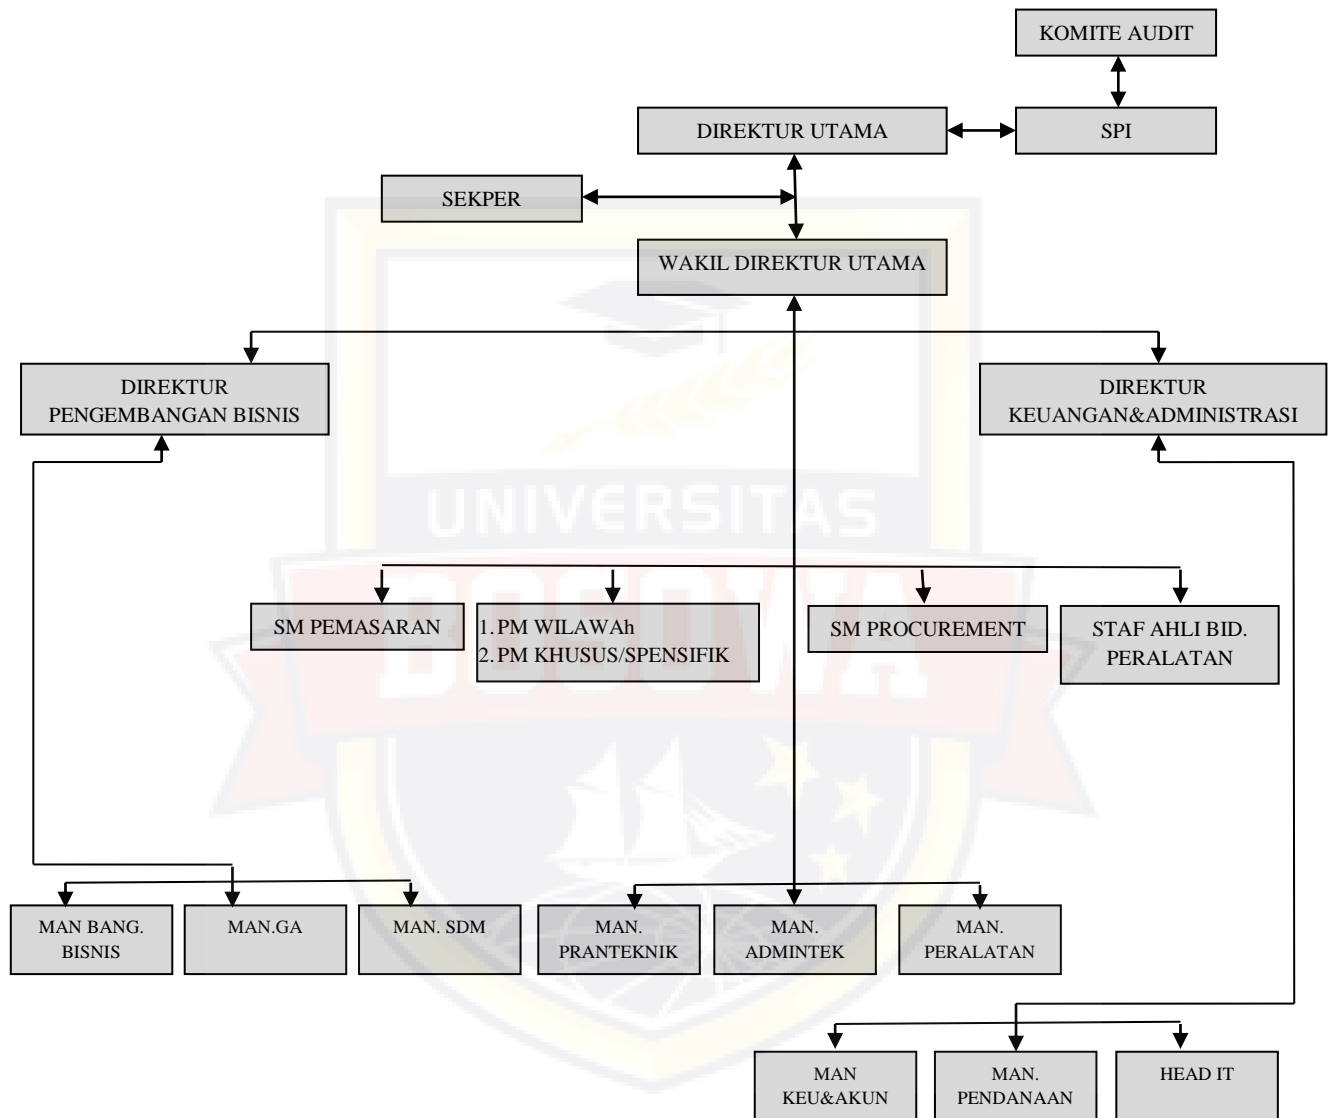 KOMITE AUDIT
DIREKTUR UTAMA
SPI
SEKPER
WAKIL DIREKTUR UTAMA
DIREKTUR
PENGEMBANGAN BISNIS
DIREKTUR
KEUANGAN&ADMINISTRASI
UNIVERSITAS
BOSOWA
SM PEMASARAN
1. PM WILAWAh
2. PM KHUSUS/SPENSIFIK
SM PROCUREMENT
STAF AHLI BID.
PERALATAN
MAN BANG.
BISNIS
MAN.GA
MAN. SDM
MAN.
PRANTEKNIK
MAN.
ADMINTEK
MAN.
PERALATAN
MAN
KEU&AKUN
MAN.
PENDANAAN
HEAD IT